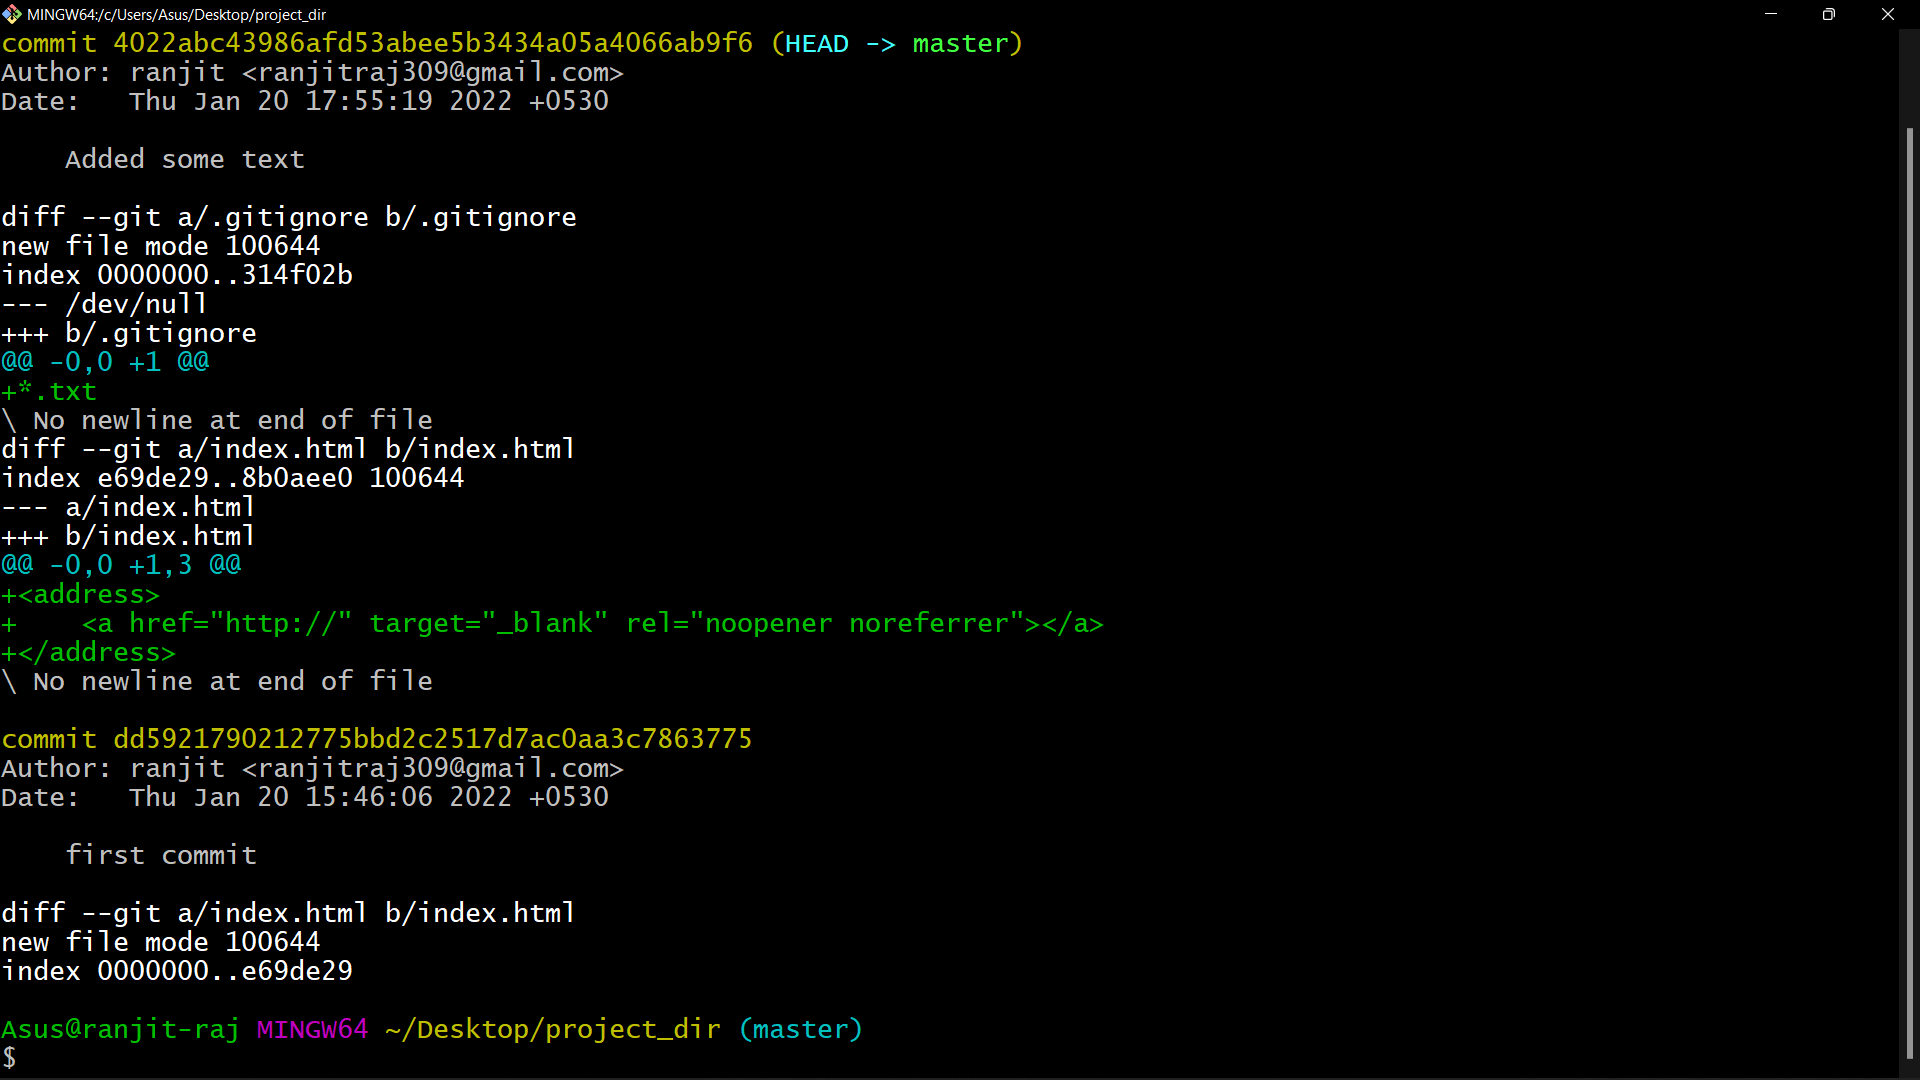 MINGW64:/c/Users/Asus/Desktop/project_dir
commit 4022abc43986afd53abee5b3434a05a4066ab9f6 (HEAD -> master)
Author: ranjit <ranjitraj309@gmail.com>
Date:   Thu Jan 20 17:55:19 2022 +0530

    Added some text

diff --git a/.gitignore b/.gitignore
new file mode 100644
index 0000000..314f02b
--- /dev/null
+++ b/.gitignore
@@ -0,0 +1 @@
+*.txt
\ No newline at end of file
diff --git a/index.html b/index.html
index e69de29..8b0aee0 100644
--- a/index.html
+++ b/index.html
@@ -0,0 +1,3 @@
+<address>
+    <a href="http://" target="_blank" rel="noopener noreferrer"></a>
+</address>
\ No newline at end of file

commit dd5921790212775bbd2c2517d7ac0aa3c7863775
Author: ranjit <ranjitraj309@gmail.com>
Date:   Thu Jan 20 15:46:06 2022 +0530

    first commit

diff --git a/index.html b/index.html
new file mode 100644
index 0000000..e69de29

Asus@ranjit-raj MINGW64 ~/Desktop/project_dir (master)
$